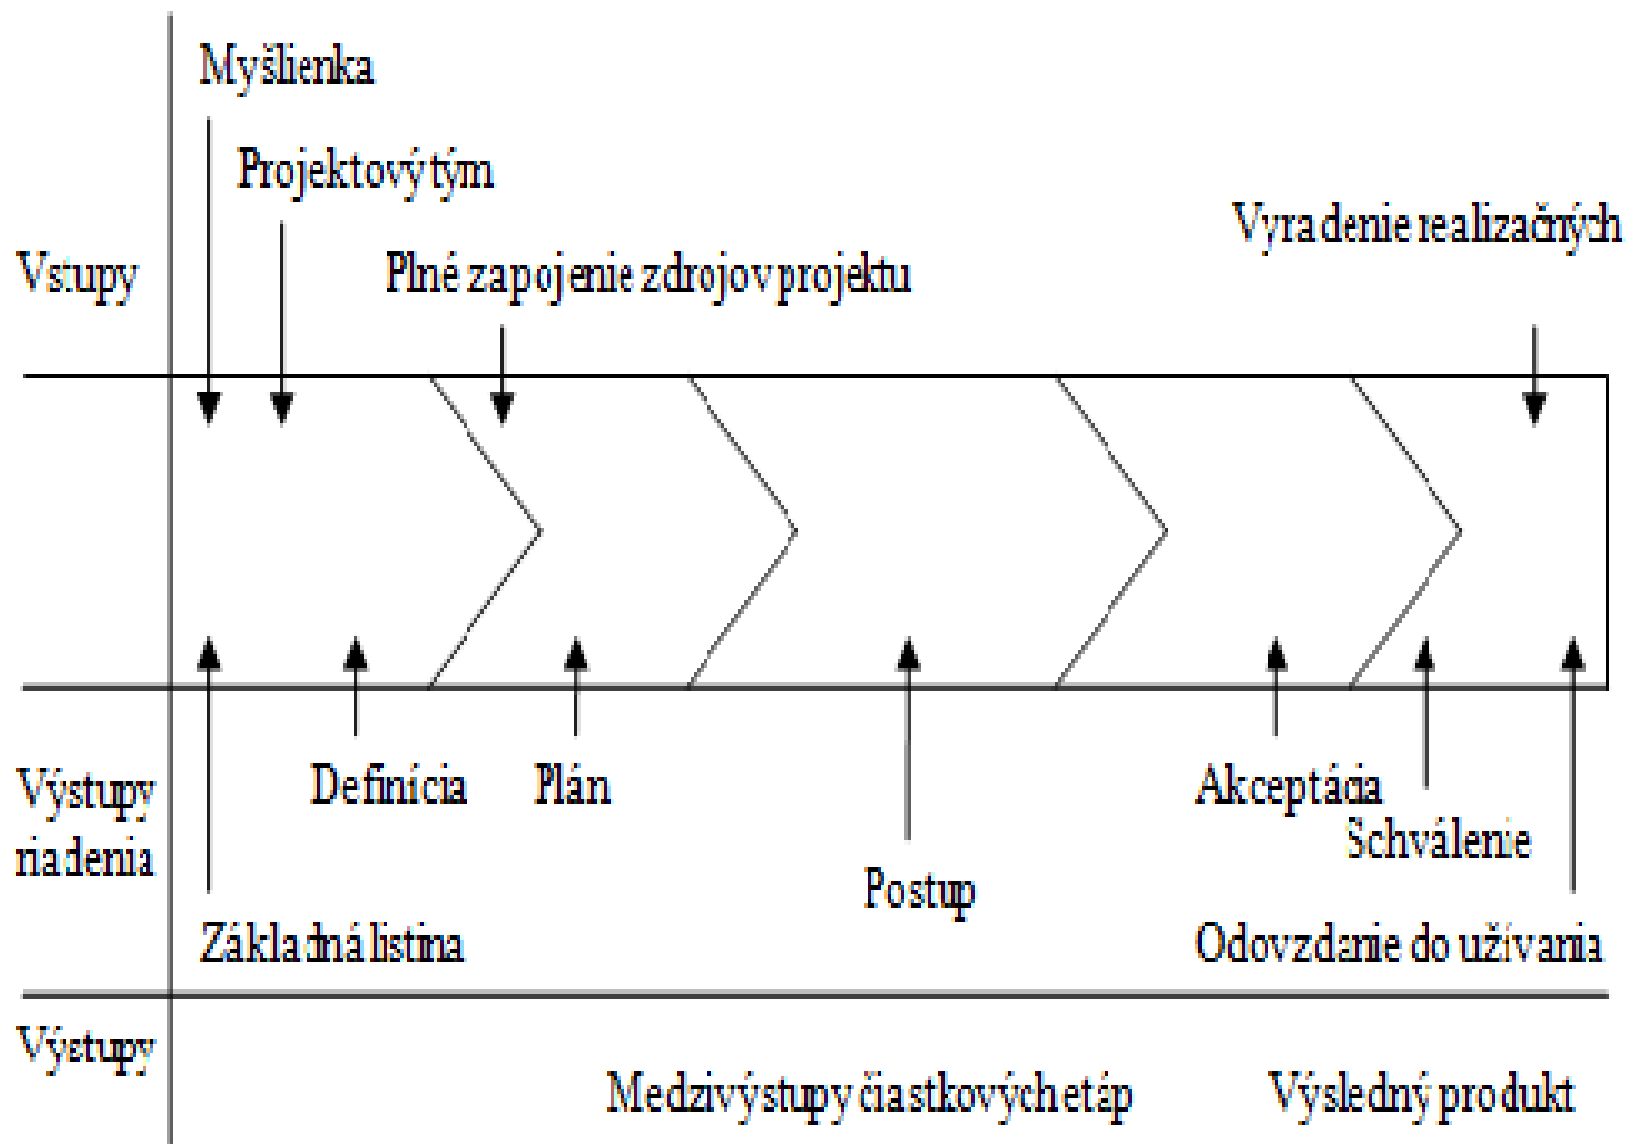 Myšlienka
Projektový tým
Vyradenie realizačných
Vstupy
Plné zapojenie zdrojov projektu
Výstupy
riadenia
Definícia
Plán
Akceptácia
Schválenie
Postup
Základná listina
Odovzdanie do užívania
Výstupy
Medzivýstupy čiastkových etáp
Výsledný produkt